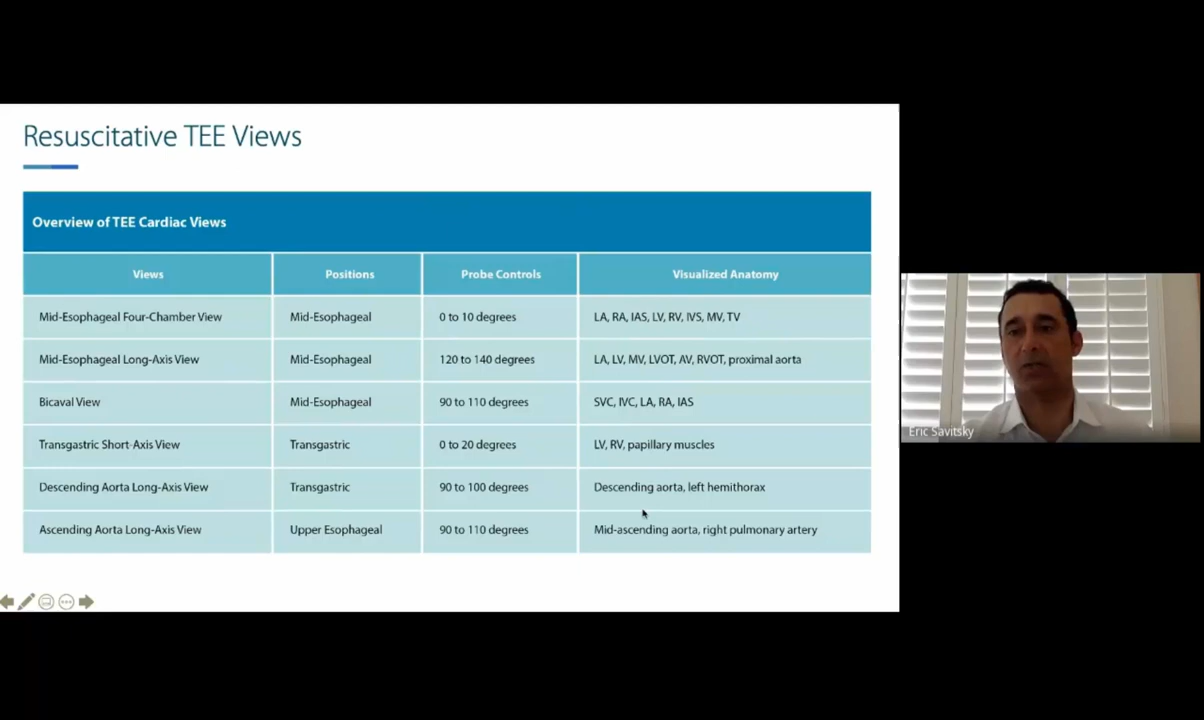 Resuscitative TEE Views
Overview of TEE Cardiac Views
Views Positions Probe Controls Visualized Anatomy
Mid-Esophageal Four-Chamber View Mid-Esophageal 0 to 10 degrees LA, RA, IAS, LV, RV, IVS, MV, TV
Mid-Esophageal Long-Axis View Mid-Esophageal 120 to 140 degrees LA, LV, MV, LVOT, AV, RVOT, proximal aorta
Bicaval View Mid-Esophageal 90 to 110 degrees SVC, IVC, LA, RA, IAS
Transgastric Short-Axis View Transgastric 0 to 20 degrees LV, RV, papillary muscles
Descending Aorta Long-Axis View Transgastric 90 to 100 degrees Descending aorta, left hemithorax
Ascending Aorta Long-Axis View Upper Esophageal 90 to 110 degrees Mid-ascending aorta, right pulmonary artery
Eric Savitsky